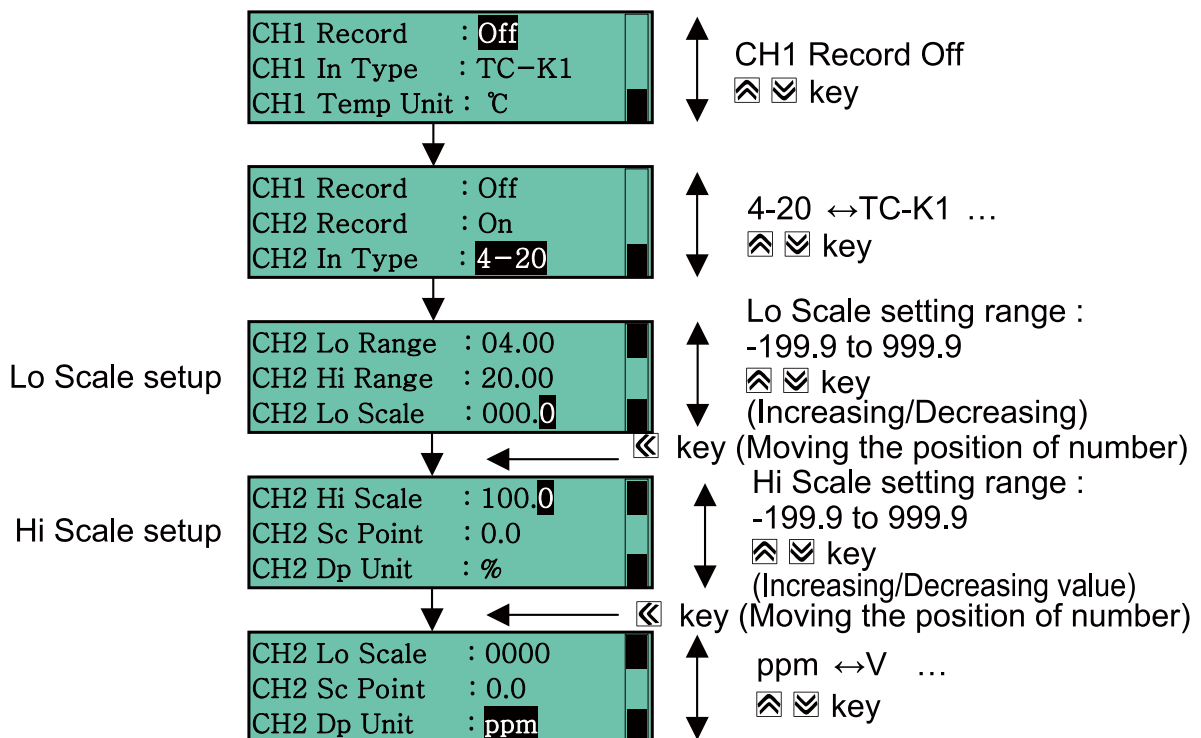 CH1 Record : Off
CH1 In Type : TC-K1
CH1 Temp Unit : ℃
CH1 Record Off
key
CH1 Record : Off
CH2 Record : On
CH2 In Type : 4-20
4-20 ↔TC-K1 …
key
Lo Scale setup
CH2 Lo Range : 04.00
CH2 Hi Range : 20.00
CH2 Lo Scale : 000.0
Lo Scale setting range :
-199.9 to 999.9
key
(Increasing/Decreasing)
key (Moving the position of number)
Hi Scale setup
CH2 Hi Scale : 100.0
CH2 Sc Point : 0.0
CH2 Dp Unit : %
Hi Scale setting range :
-199.9 to 999.9
key
(Increasing/Decreasing value)
key (Moving the position of number)
CH2 Lo Scale : 0000
CH2 Sc Point : 0.0
CH2 Dp Unit : ppm
ppm ↔V …
key